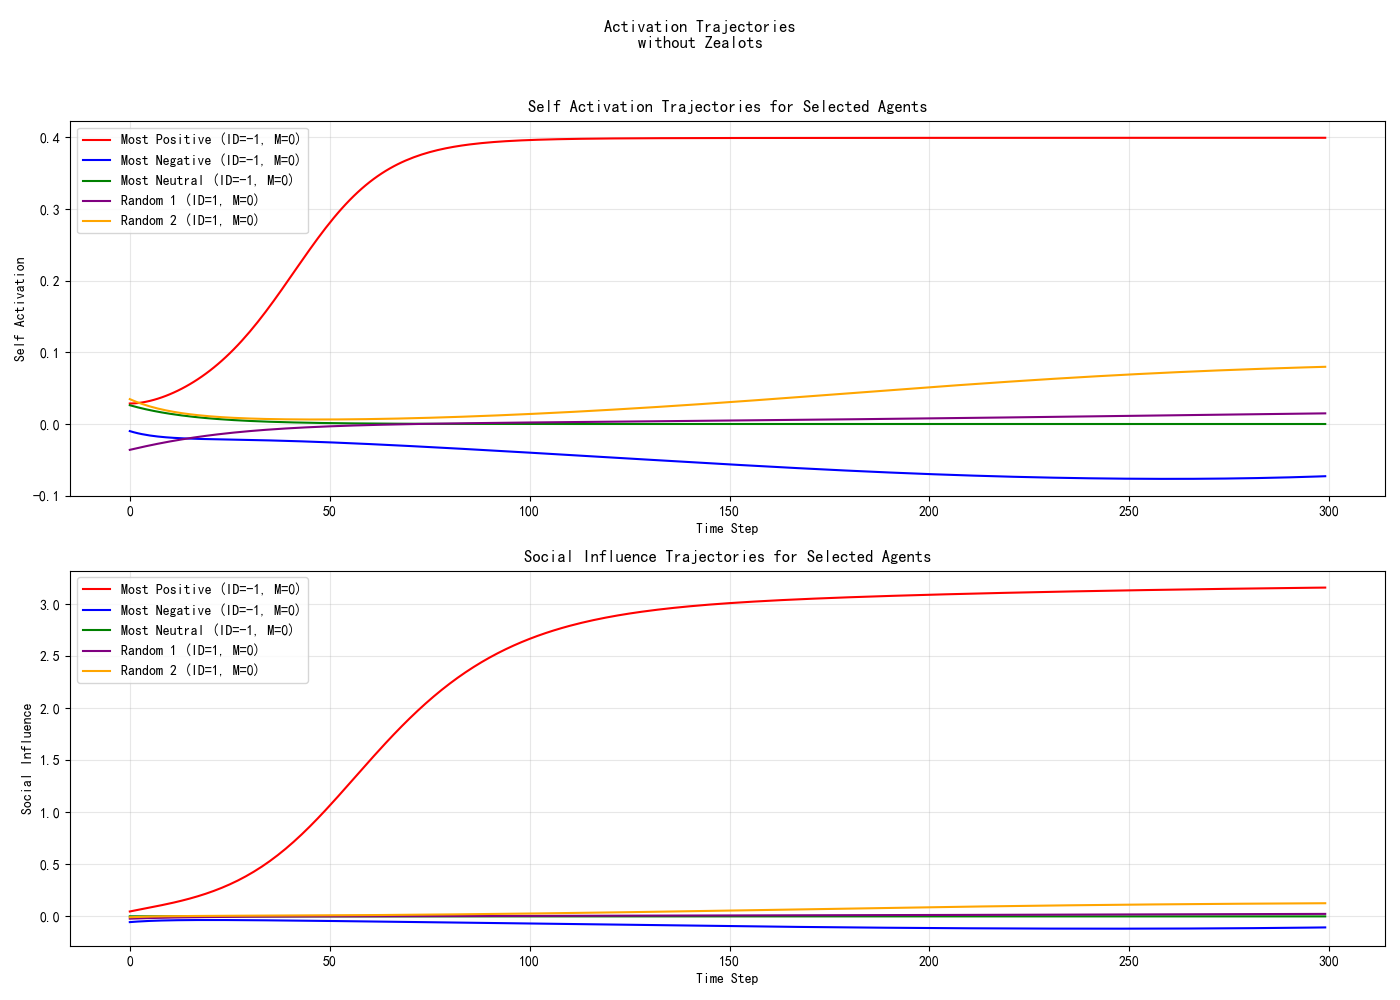 Activation Trajectories
without Zealots
Self Activation Trajectories for Selected Agents
Self Activation
0.4
0.3
0.2
0.1
0.0
−0.1
Most Positive (ID=-1, M=0)
Most Negative (ID=-1, M=0)
Most Neutral (ID=-1, M=0)
Random 1 (ID=1, M=0)
Random 2 (ID=1, M=0)
0
50
100
150
200
250
300
Time Step
Social Influence Trajectories for Selected Agents
Social Influence
3.0
2.5
2.0
1.5
1.0
0.5
0.0
Most Positive (ID=-1, M=0)
Most Negative (ID=-1, M=0)
Most Neutral (ID=-1, M=0)
Random 1 (ID=1, M=0)
Random 2 (ID=1, M=0)
0
50
100
150
200
250
300
Time Step